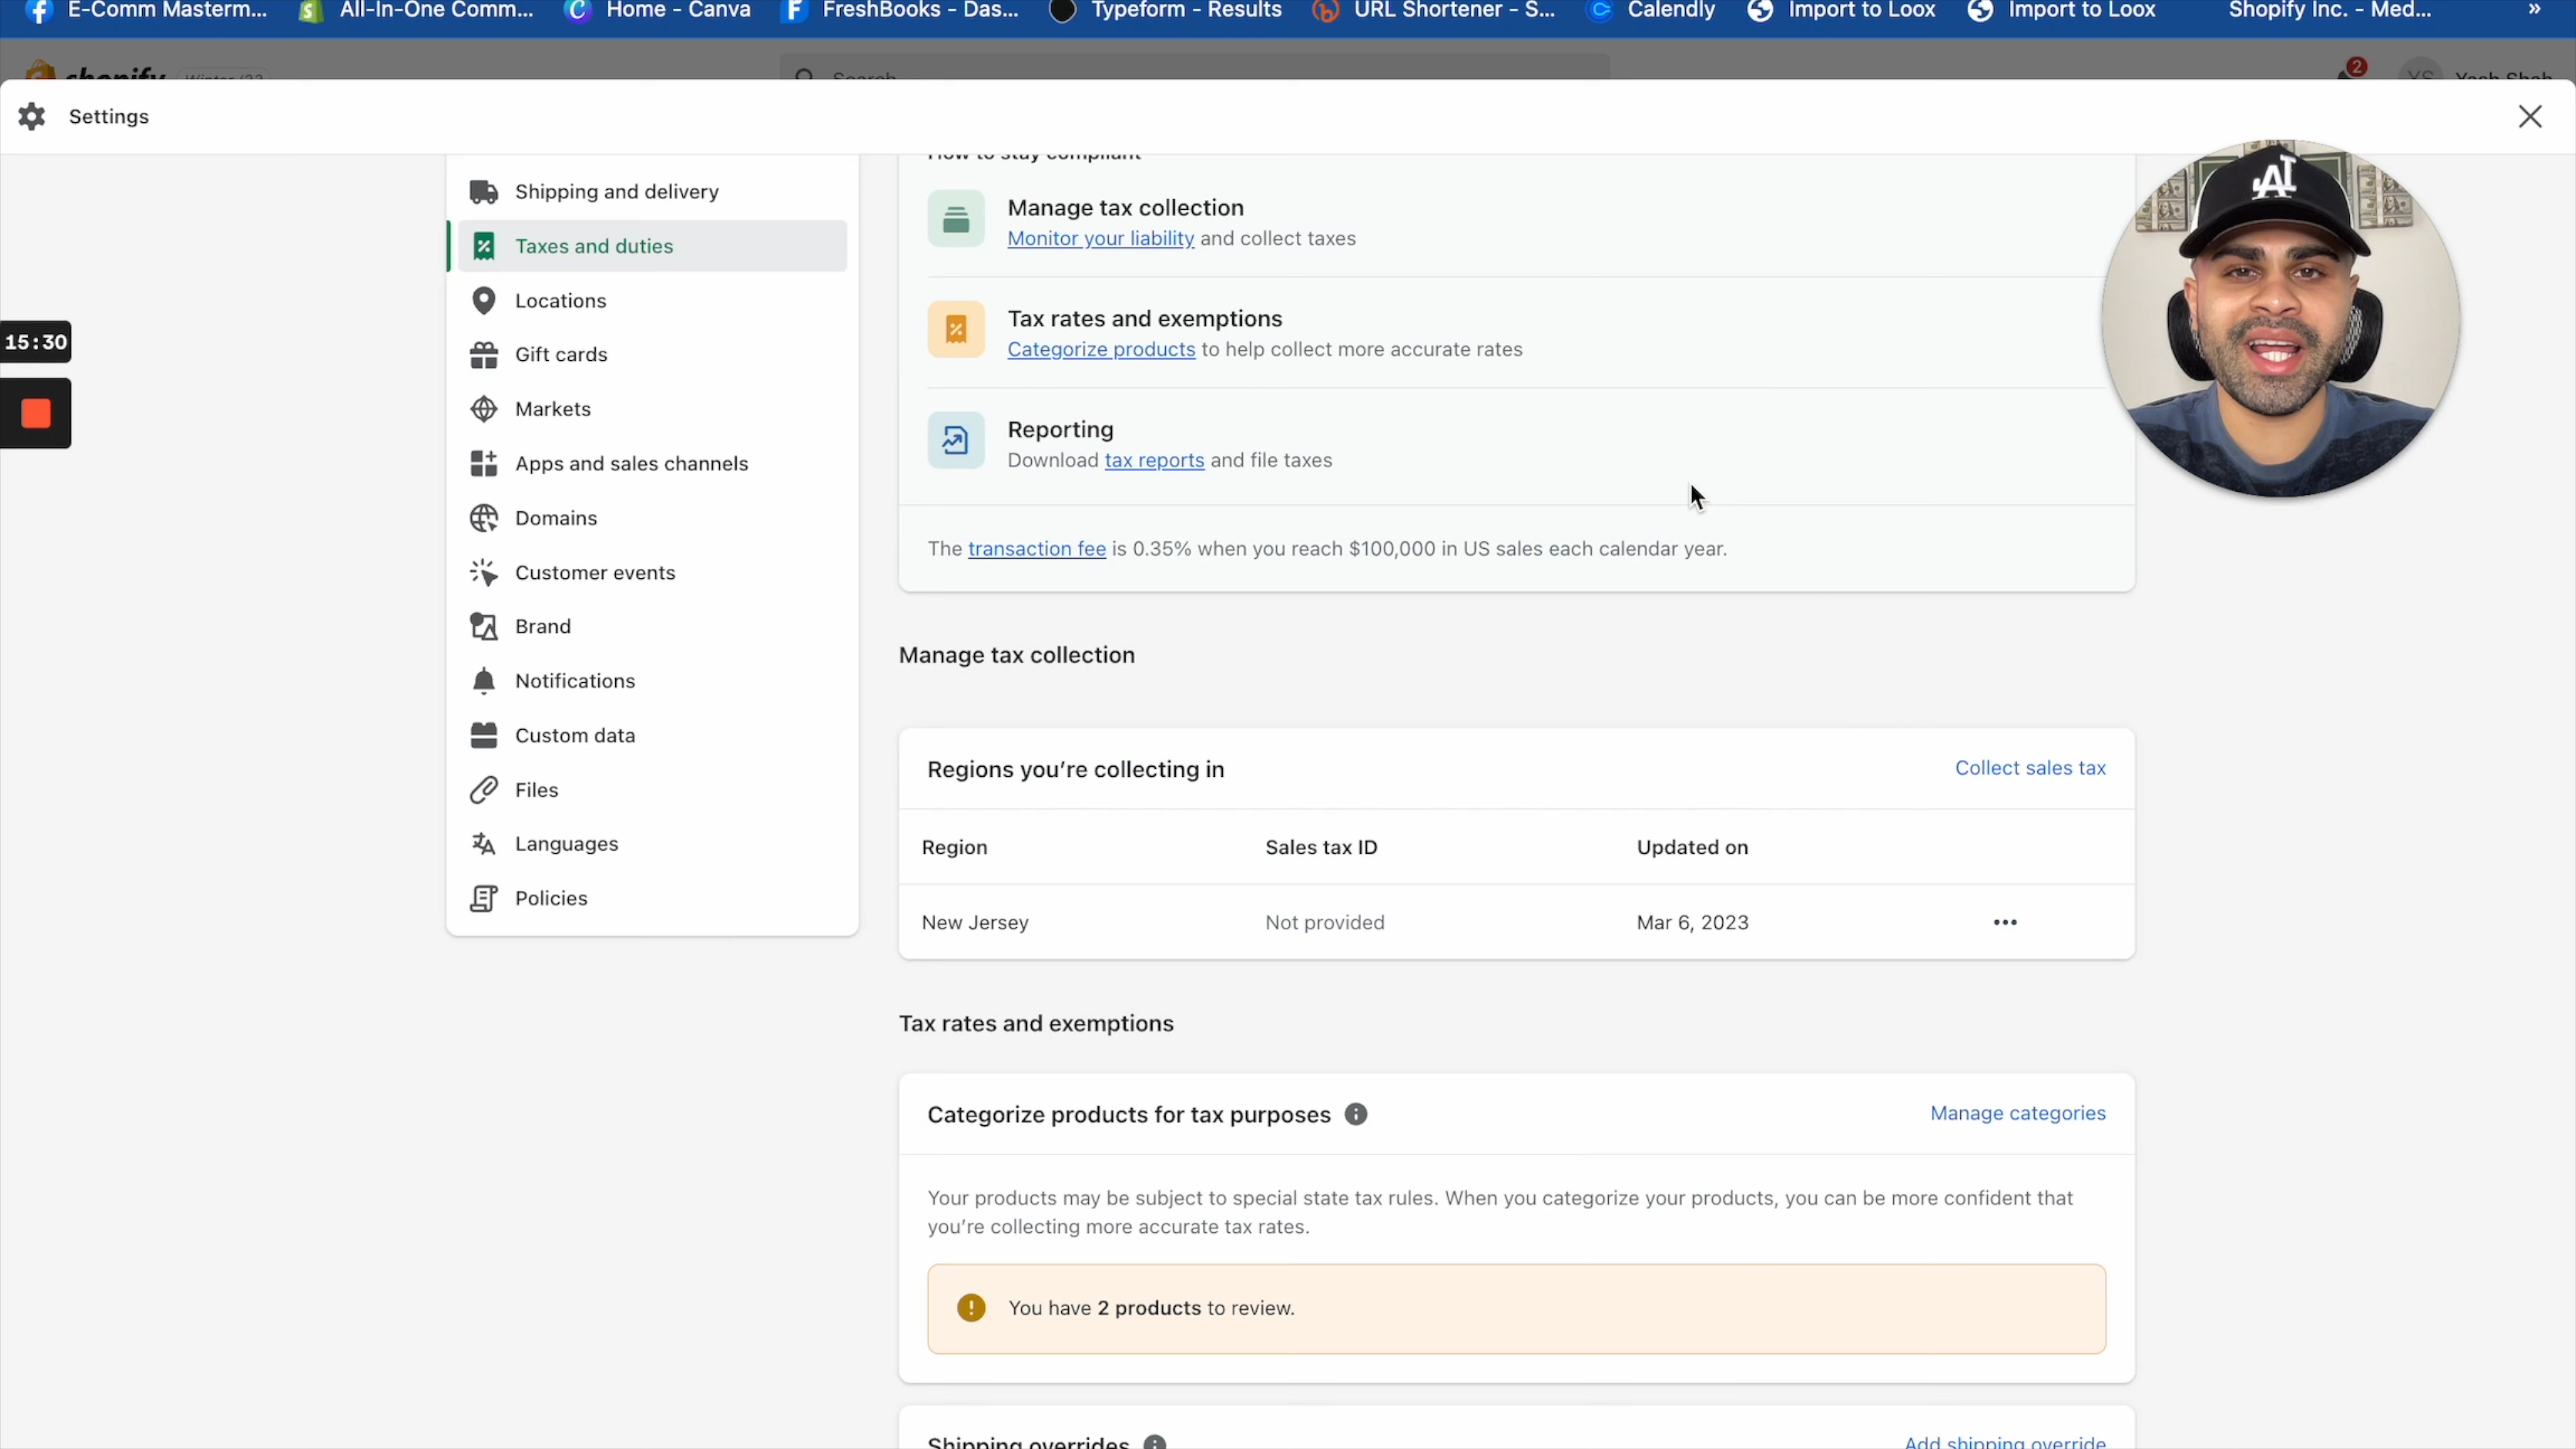 E-Comm Masterm...
All-In-One Comm...
Home - Canva
FreshBooks - Das...
Typeform - Results
URL Shortener - S...
Calendly
Import to Loox
Import to Loox
Shopify Inc. - Med...
»
shopify
Search
2
Settings
15:30
Shipping and delivery
Taxes and duties
Locations
Gift cards
Markets
Apps and sales channels
Domains
Customer events
Brand
Notifications
Custom data
Files
Languages
Policies
How to stay compliant
Manage tax collection
Monitor your liability and collect taxes
Tax rates and exemptions
Categorize products to help collect more accurate rates
Reporting
Download tax reports and file taxes
The transaction fee is 0.35% when you reach $100,000 in US sales each calendar year.
Manage tax collection
Regions you’re collecting in
Collect sales tax
Region Sales tax ID Updated on
New Jersey Not provided Mar 6, 2023
Tax rates and exemptions
Categorize products for tax purposes
Manage categories
Your products may be subject to special state tax rules. When you categorize your products, you can be more confident that
you’re collecting more accurate tax rates.
You have 2 products to review.
Shipping overrides
Add shipping override